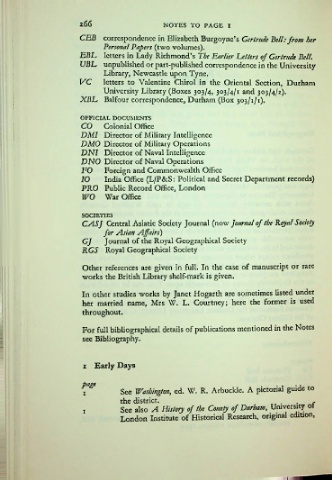 266 NOTES TO PAGE 1
CEB correspondence in Elizabeth Burgoyne's Gertrude Bell: from her
Personal Papers (two volumes).
EBL letters in Lady Richmond's The Earlier Letters of Gertrude Bell.
UBL unpublished or part-published correspondence in the University
Library, Newcastle upon Tyne.
VC letters to Valentine Chirol in the Oriental Section, Durham
University Library (Boxes 303/4, 303/4/1 and 303/4/2).
XBL Balfour correspondence, Durham (Box 303/1/1).
OFFICIAL DOCUMENTS
CO Colonial Office
DMI Director of Military Intelligence
DMO Director of Military Operations
DNI Director of Naval Intelligence
DNO Director of Naval Operations
FO Foreign and Commonwealth Office
IO India Office (L/P&S: Political and Secret Department records)
PRO Public Record Office, London
WO War Office
SOCIETIES
CASJ Central Asiatic Society Journal (now Journal of the Royal Society
for Asian Affairs)
GJ Journal of the Royal Geographical Society
RGS Royal Geographical Society
Other references are given in full. In the case of manuscript or rare
works the British Library shelf-mark is given.
In other studies works by Janet Hogarth are sometimes listed under
her married name, Mrs W. L. Courtney; here the former is used
throughout.
For full bibliographical details of publications mentioned in the Notes
see Bibliography.
1 Early Days
page
1 See Washington, ed. W. R. Arbuckle. A pictorial guide to
the district.
1 See also A History of the County of Durham, University of
London Institute of Historical Research, original edition,